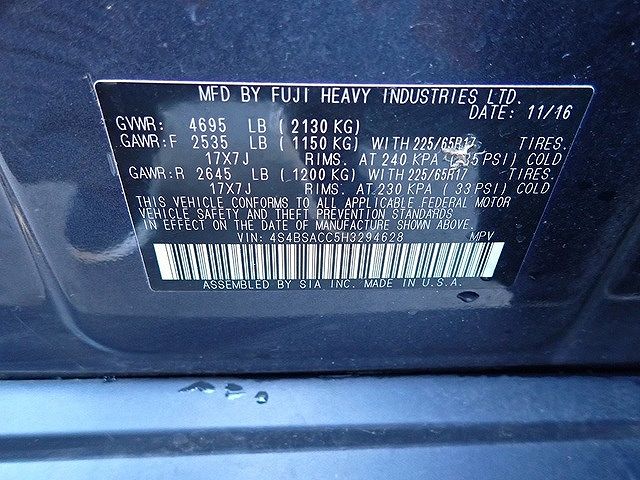 MFD BY FUJI HEAVY INDUSTRIES LTD.
DATE: 11/16
GVWR: 4695 LB (2130 KG)
GAWR:F 2535 LB (1150 KG) WITH 225/65R17 TIRES.
17X7J RIMS. AT 240 KPA ( 35 PSI) COLD
GAWR:R 2645 LB (1200 KG) WITH 225/65R17 TIRES.
17X7J RIMS. AT 230 KPA ( 33 PSI) COLD
THIS VEHICLE CONFORMS TO ALL APPLICABLE FEDERAL MOTOR
VEHICLE SAFETY AND THEFT PREVENTION STANDARDS
IN EFFECT ON THE DATE OF MANUFACTURE SHOWN ABOVE.
VIN: 4S4BSACC5H3294628 MPV
ASSEMBLED BY SIA INC. MADE IN U.S.A.